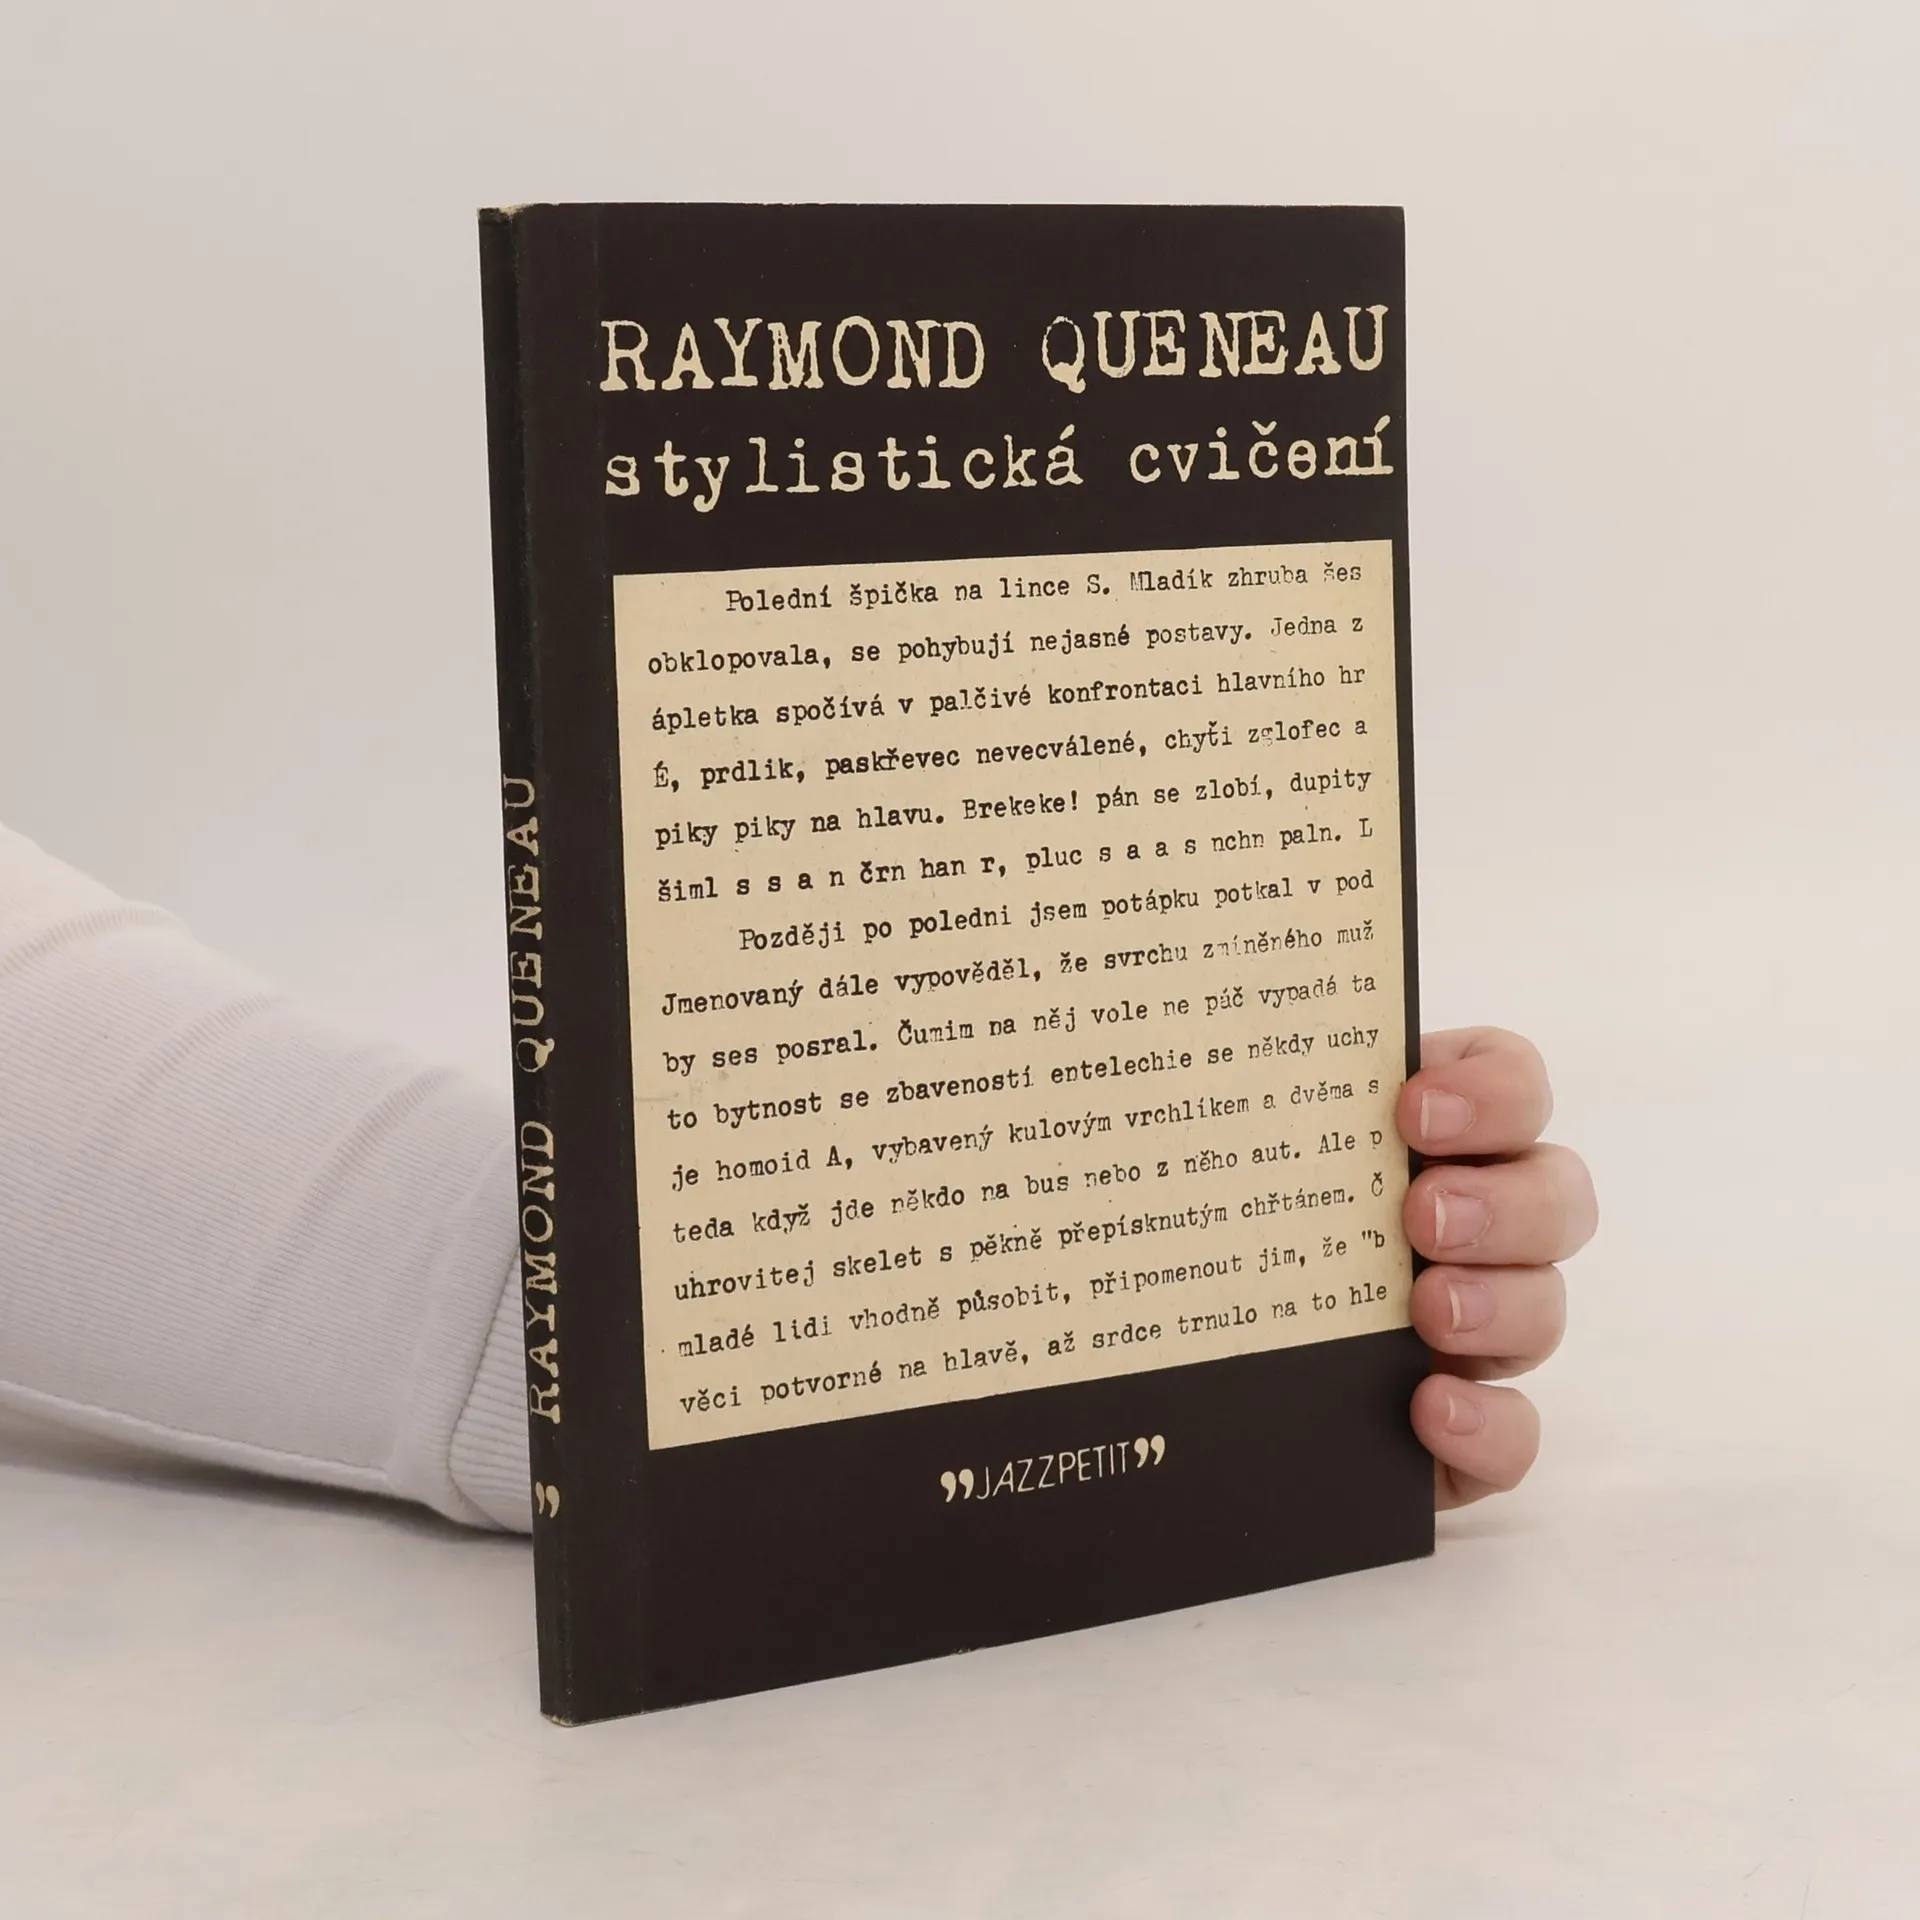 RAYMOND QUENEAU
stylistická cvičení
Polední špička na lince S. Mladík zhruba šes
obklopovala, se pohybují nejasné postavy. Jedna z
ápletka spočívá v palčivé konfrontaci hlavního hr
É, prdlik, paskřevec nevecválené, chyťi zglofec a
piky piky na hlavu. Brekeke! pán se zlobí, dupity
šiml s s a n črn han r, pluc s a a s nchn paln. L
Později po poledni jsem potápku potkal v pod
Jmenovaný dále vypověděl, že svrchu zmíněného muž
by ses posral. Čumim na něj vole ne páč vypadá ta
to bytnost se zbaveností entelechie se někdy uchy
je homoid A, vybavený kulovým vrchlíkem a dvěma s
teda když jde někdo na bus nebo z něho aut. Ale p
uhrovitej skelet s pěkně přepísknutým chřtánem. Č
mladé lidi vhodně působit, připomenout jim, že "b
věci potvorné na hlavě, až srdce trnulo na to hle
”JAZZPETIT”
” RAYMOND QUENEAU